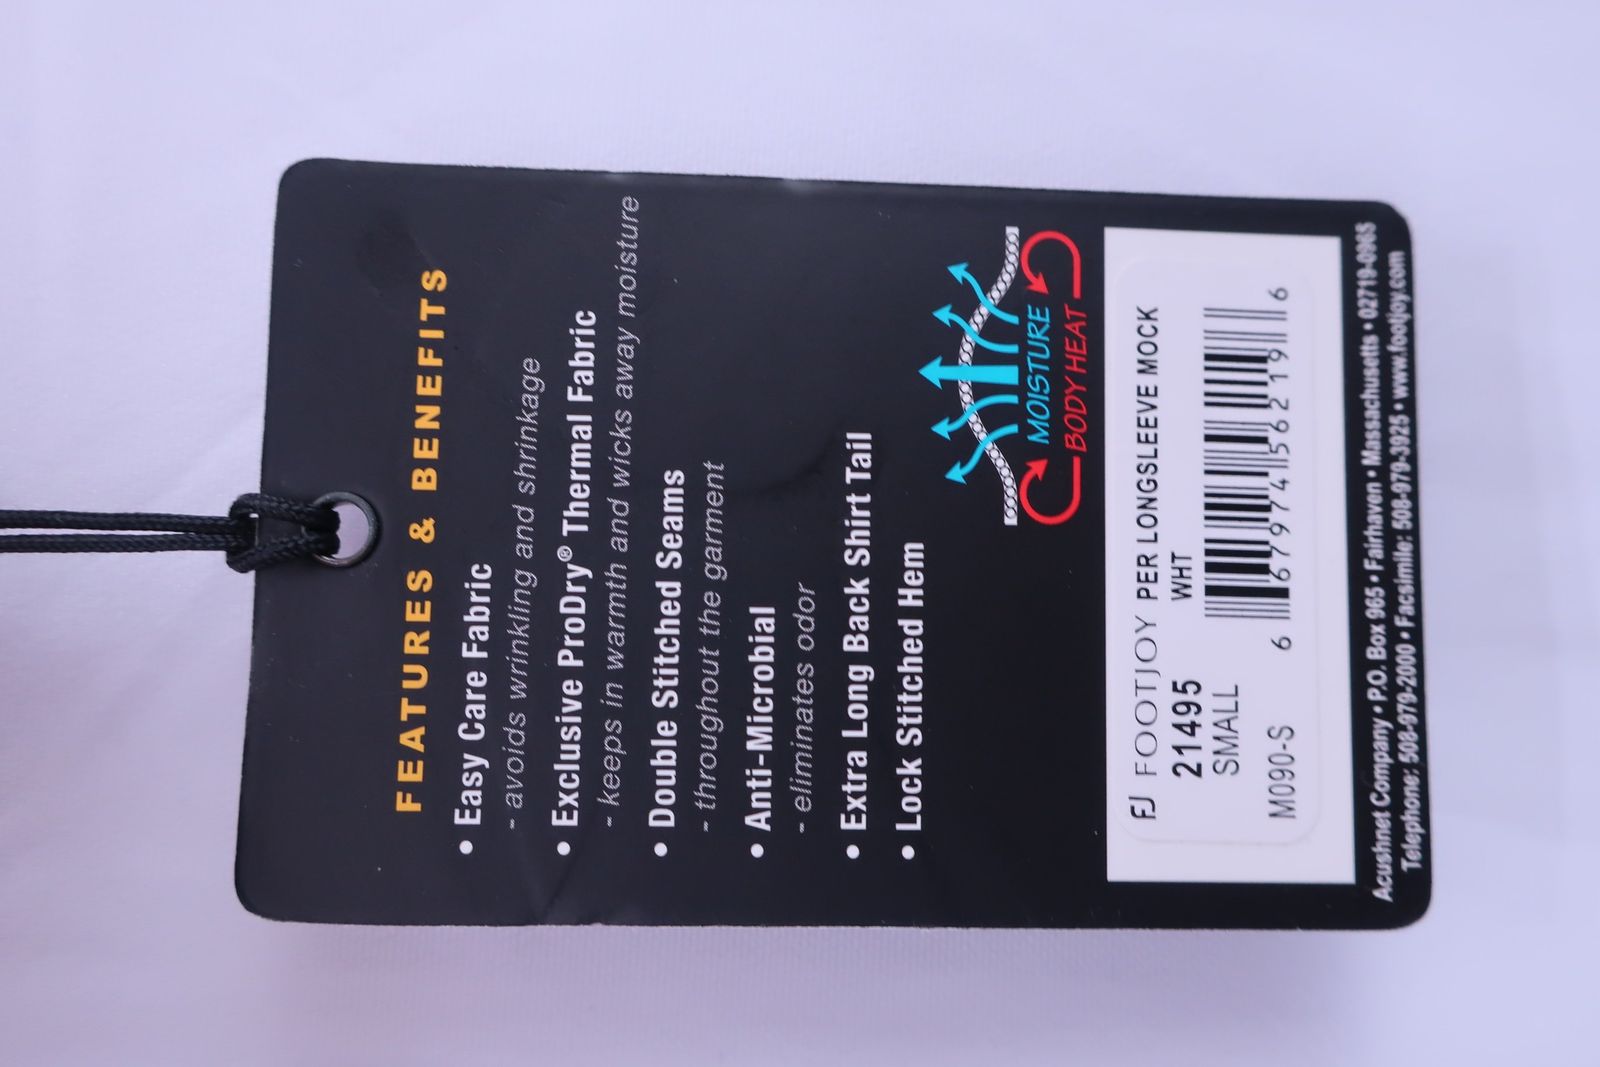 FEATURES & BENEFITS
• Easy Care Fabric
- avoids wrinkling and shrinkage
• Exclusive ProDry® Thermal Fabric
- keeps in warmth and wicks away moisture
• Double Stitched Seams
- throughout the garment
• Anti-Microbial
- eliminates odor
• Extra Long Back Shirt Tail
• Lock Stitched Hem
MOISTURE
BODY HEAT
FJ FOOTJOY PER LONGSLEEVE MOCK
21495 WHT
SMALL
M090-S
6 67974 56219 6
Acushnet Company • P.O. Box 965 • Fairhaven • Massachusetts • 02719-0965
Telephone: 508-979-2000 • Facsimile: 508-979-3925 • www.footjoy.com